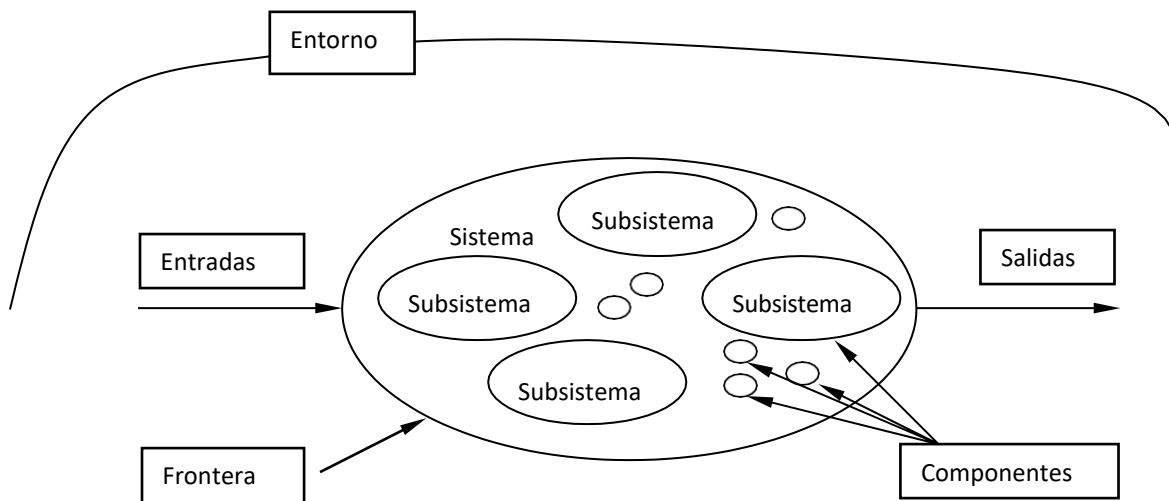 Entorno
Subsistema
Sistema
Entradas
Salidas
Subsistema
Subsistema
Subsistema
Frontera
Componentes